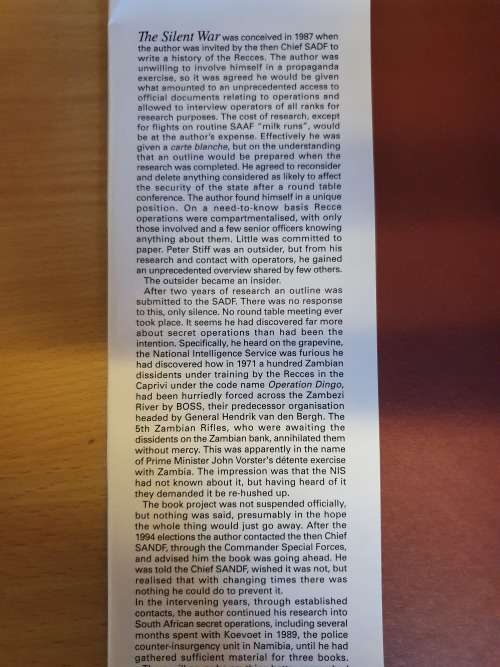 The Silent War was conceived in 1987 when
the author was invited by the then Chief SADF to
write a history of the Recces. The author was
unwilling to involve himself in a propaganda
exercise, so it was agreed he would be given
what amounted to an unprecedented access to
official documents relating to operations and
allowed to interview operators of all ranks for
research purposes. The cost of research, except
for flights on routine SAAF "milk runs", would
be at the author's expense. Effectively he was
given a carte blanche, but on the understanding
that an outline would be prepared when the
research was completed. He agreed to reconsider
and delete anything considered as likely to affect
the security of the state after a round table
conference. The author found himself in a unique
position. On a need-to-know basis Recce
operations were compartmentalised, with only
those involved and a few senior officers knowing
anything about them. Little was committed to
paper. Peter Stiff was an outsider, but from his
research and contact with operators, he gained
an unprecedented overview shared by few others.
The outsider became an insider.
After two years of research an outline was
submitted to the SADF. There was no response
to this, only silence. No round table meeting ever
took place. It seems he had discovered far more
about secret operations than had been the
intention. Specifically, he heard on the grapevine,
the National Intelligence Service was furious he
had discovered how in 1971 a hundred Zambian
dissidents under training by the Recces in the
Caprivi under the code name Operation Dingo,
had been hurriedly forced across the Zambezi
River by BOSS, their predecessor organisation
headed by General Hendrik van den Bergh. The
5th Zambian Rifles, who were awaiting the
dissidents on the Zambian bank, annihilated them
without mercy. This was apparently in the name
of Prime Minister John Vorster's détente exercise
with Zambia. The impression was that the NIS
had not known about it, but having heard of it
they demanded it be re-hushed up.
The book project was not suspended officially,
but nothing was said, presumably in the hope
the whole thing would just go away. After the
1994 elections the author contacted the then Chief
SANDF, through the Commander Special Forces,
and advised him the book was going ahead. He
was told the Chief SANDF, wished it was not, but
realised that with changing times there was
nothing he could do to prevent it.
In the intervening years, through established
contacts, the author continued his research into
South African secret operations, including several
months spent with Koevoet in 1989, the police
counter-insurgency unit in Namibia, until he had
gathered sufficient material for three books.